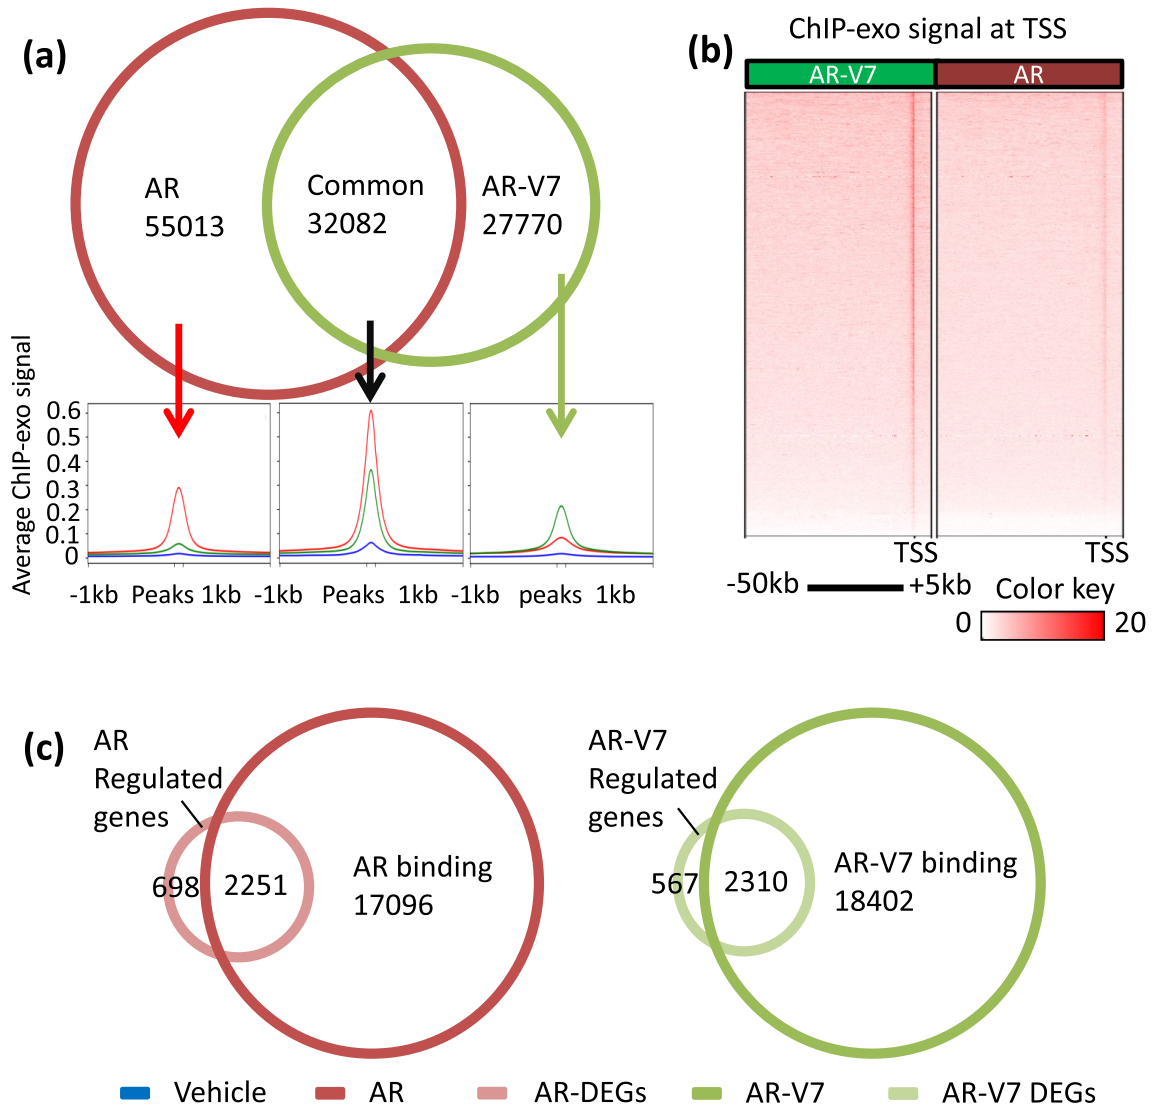 (a)
AR
55013
Common
32082
AR-V7
27770
Average ChIP-exo signal
0.6
0.5
0.4
0.3
0.2
0.1
0
-1kb Peaks 1kb -1kb Peaks 1kb -1kb peaks 1kb
(b)
ChIP-exo signal at TSS
AR-V7 AR
TSS TSS
-50kb +5kb
Color key
0 20
(c)
AR
Regulated
genes
698 2251
AR binding
17096
AR-V7
Regulated
genes
567 2310
AR-V7 binding
18402
Vehicle AR AR-DEGs AR-V7 AR-V7 DEGs